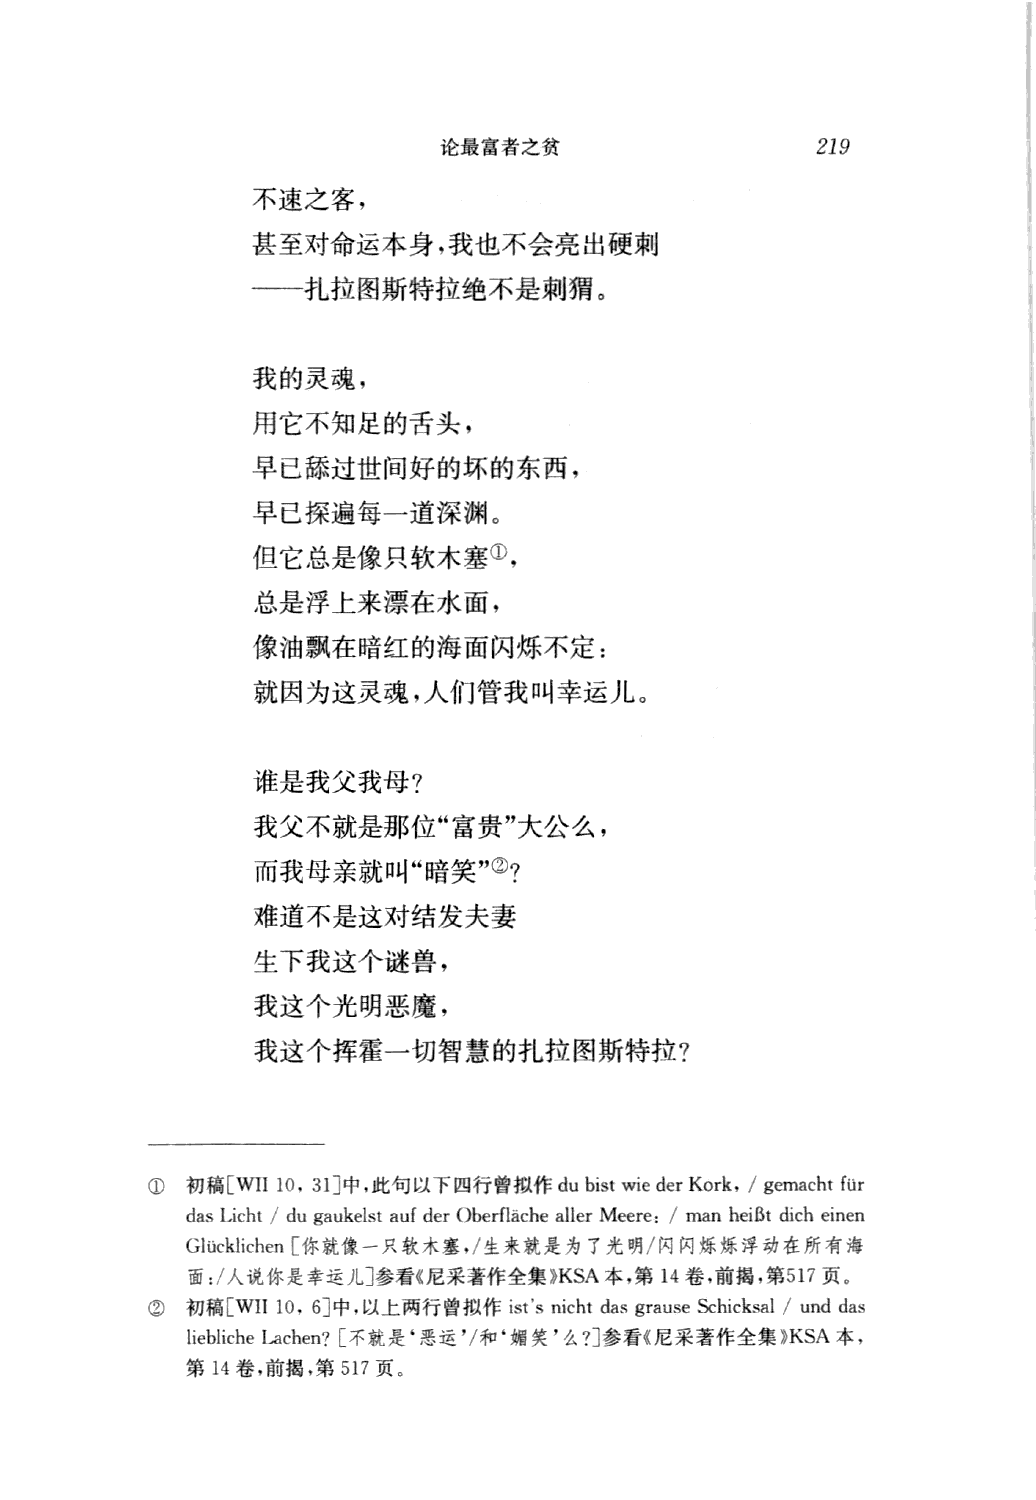 论最富者之贫 219
不速之客，
甚至对命运本身，我也不会亮出硬刺
——扎拉图斯特拉绝不是刺猬。
我的灵魂，
用它不知足的舌头，
早已舔过世间好的坏的东西，
早已探遍每一道深渊。
但它总是像只软木塞①，
总是浮上来漂在水面，
像油飘在暗红的海面闪烁不定：
就因为这灵魂，人们管我叫幸运儿。
谁是我父我母？
我父不就是那位“富贵”大公么，
而我母亲就叫“暗笑”②？
难道不是这对结发夫妻
生下我这个谜兽，
我这个光明恶魔，
我这个挥霍一切智慧的扎拉图斯特拉？
① 初稿[WII 10，31]中，此句以下四行曾拟作 du bist wie der Kork，/ gemacht für
das Licht / du gaukelst auf der Oberfläche aller Meere：/ man heißt dich einen
Glücklichen [你就像一只软木塞，/生来就是为了光明/闪闪烁烁浮动在所有海
面：/人说你是幸运儿]参看《尼采著作全集》KSA 本，第 14 卷，前揭，第517 页。
② 初稿[WII 10，6]中，以上两行曾拟作 ist's nicht das grause Schicksal / und das
liebliche Lachen? [不就是‘恶运’/和‘媚笑’么?]参看《尼采著作全集》KSA 本，
第 14 卷，前揭，第 517 页。